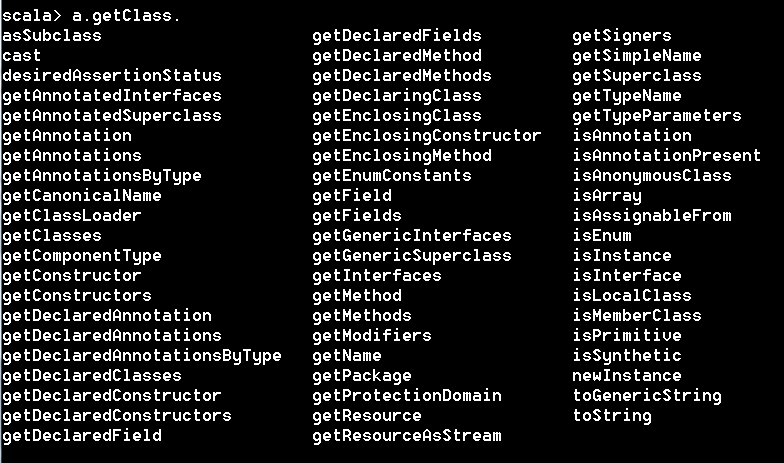 scala> a.getClass.
asSubclass getDeclaredFields getSigners
cast getDeclaredMethod getSimpleName
desiredAssertionStatus getDeclaredMethods getSuperclass
getAnnotatedInterfaces getDeclaringClass getTypeName
getAnnotatedSuperclass getEnclosingClass getTypeParameters
getAnnotation getEnclosingConstructor isAnnotation
getAnnotations getEnclosingMethod isAnnotationPresent
getAnnotationsByType getEnumConstants isAnonymousClass
getCanonicalName getField isArray
getClassLoader getFields isAssignableFrom
getClasses getGenericInterfaces isEnum
getComponentType getGenericSuperclass isInstance
getConstructor getInterfaces isInterface
getConstructors getMethod isLocalClass
getDeclaredAnnotation getMethods isMemberClass
getDeclaredAnnotations getModifiers isPrimitive
getDeclaredAnnotationsByType getName isSynthetic
getDeclaredClasses getPackage newInstance
getDeclaredConstructor getProtectionDomain toGenericString
getDeclaredConstructors getResource toString
getDeclaredField getResourceAsStream